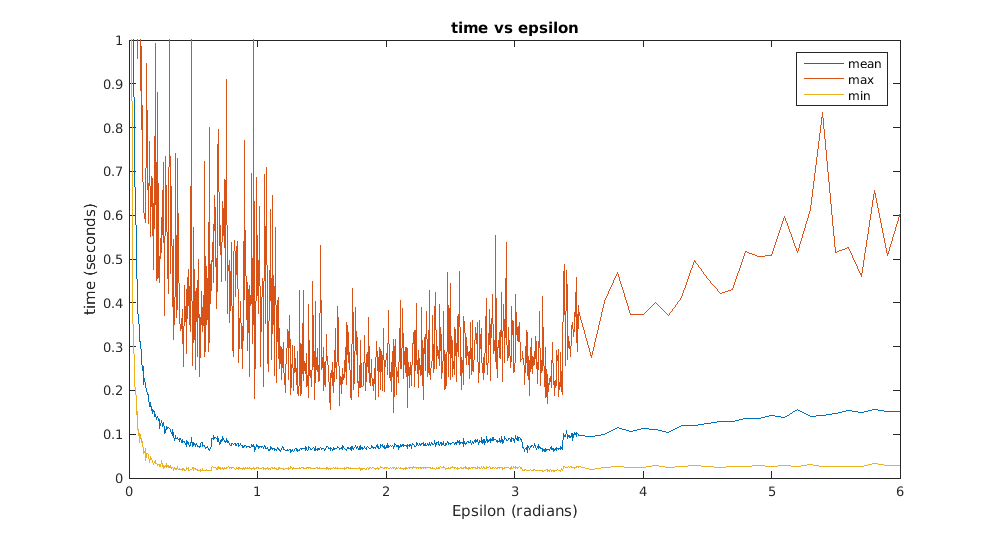 time vs epsilon
1
0.9
0.8
0.7
0.6
0.5
0.4
0.3
0.2
0.1
0
time (seconds)
mean
max
min
0 1 2 3 4 5 6
Epsilon (radians)